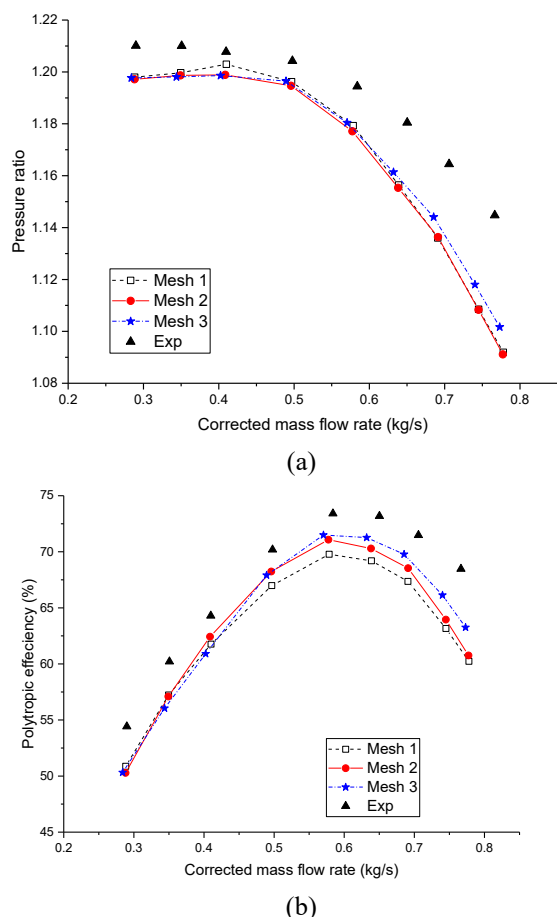 1.22
1.20
1.18
1.16
1.14
1.12
1.10
1.08
Pressure ratio
Mesh 1
Mesh 2
Mesh 3
Exp
0.2 0.3 0.4 0.5 0.6 0.7 0.8
Corrected mass flow rate (kg/s)
(a)
75
70
65
60
55
50
45
Polytropic effeciency (%)
Mesh 1
Mesh 2
Mesh 3
Exp
0.2 0.3 0.4 0.5 0.6 0.7 0.8
Corrected mass flow rate (kg/s)
(b)